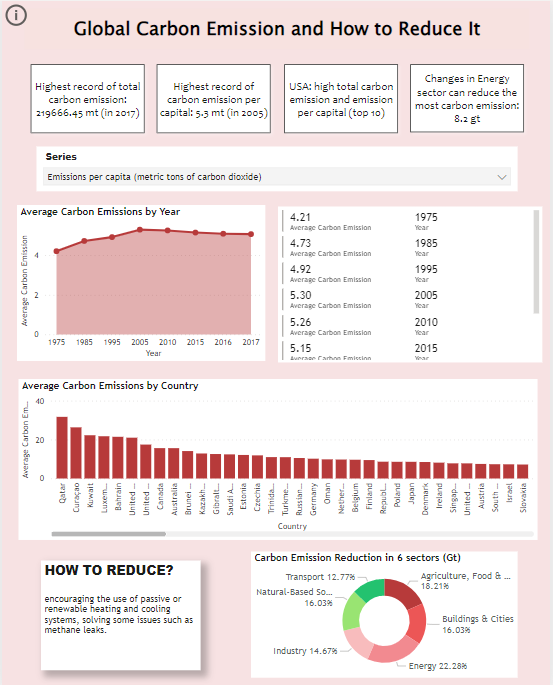 Global Carbon Emission and How to Reduce It
Highest record of total
carbon emission:
219666.45 mt (in 2017)
Highest record of
carbon emission per
capital: 5.3 mt (in 2005)
USA: high total carbon
emission and emission
per capital (top 10)
Changes in Energy
sector can reduce the
most carbon emission:
8.2 gt
Series
Emissions per capita (metric tons of carbon dioxide)
Average Carbon Emissions by Year
Average Carbon Emission
4
2
0
1975 1985 1995 2005 2010 2015 2016 2017
Year
4.21 1975
Average Carbon Emission Year
4.73 1985
Average Carbon Emission Year
4.92 1995
Average Carbon Emission Year
5.30 2005
Average Carbon Emission Year
5.26 2010
Average Carbon Emission Year
5.15 2015
Average Carbon Emission Year
Average Carbon Emissions by Country
Average Carbon Em...
40
20
0
Qatar
Curaçao
Kuwait
Luxem...
Bahrain
United ...
United ...
Canada
Australia
Brunei ...
Kazakh...
Gibralt...
Saudi A...
Estonia
Czechia
Trinida...
Turkme...
Russian...
Germany
Oman
Nether...
Belgium
Finland
Republ...
Poland
Japan
Denmark
Ireland
Singap...
United ...
Austria
South ...
Israel
Slovakia
Country
HOW TO REDUCE?
encouraging the use of passive or
renewable heating and cooling
systems, solving some issues such as
methane leaks.
Carbon Emission Reduction in 6 sectors (Gt)
Transport 12.77%
Agriculture, Food & ...
18.21%
Natural-Based So...
16.03%
Buildings & Cities
16.03%
Industry 14.67%
Energy 22.28%